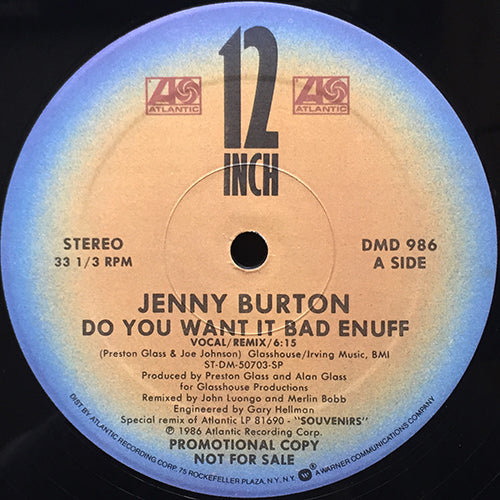 12
INCH
ATLANTIC
ATLANTIC
STEREO
33 1/3 RPM
DMD 986
A SIDE
JENNY BURTON
DO YOU WANT IT BAD ENUFF
VOCAL/REMIX/6:15
(Preston Glass & Joe Johnson) Glasshouse/Irving Music, BMI
ST-DM-50703-SP
Produced by Preston Glass and Alan Glass
for Glasshouse Productions
Remixed by John Luongo and Merlin Bobb
Engineered by Gary Hellman
Special remix of Atlantic LP 81690 - "SOUVENIRS"
℗ 1986 Atlantic Recording Corp.
PROMOTIONAL COPY
NOT FOR SALE
DIST BY ATLANTIC RECORDING CORP 75 ROCKEFELLER PLAZA, N.Y. N.Y. A WARNER COMMUNICATIONS COMPANY